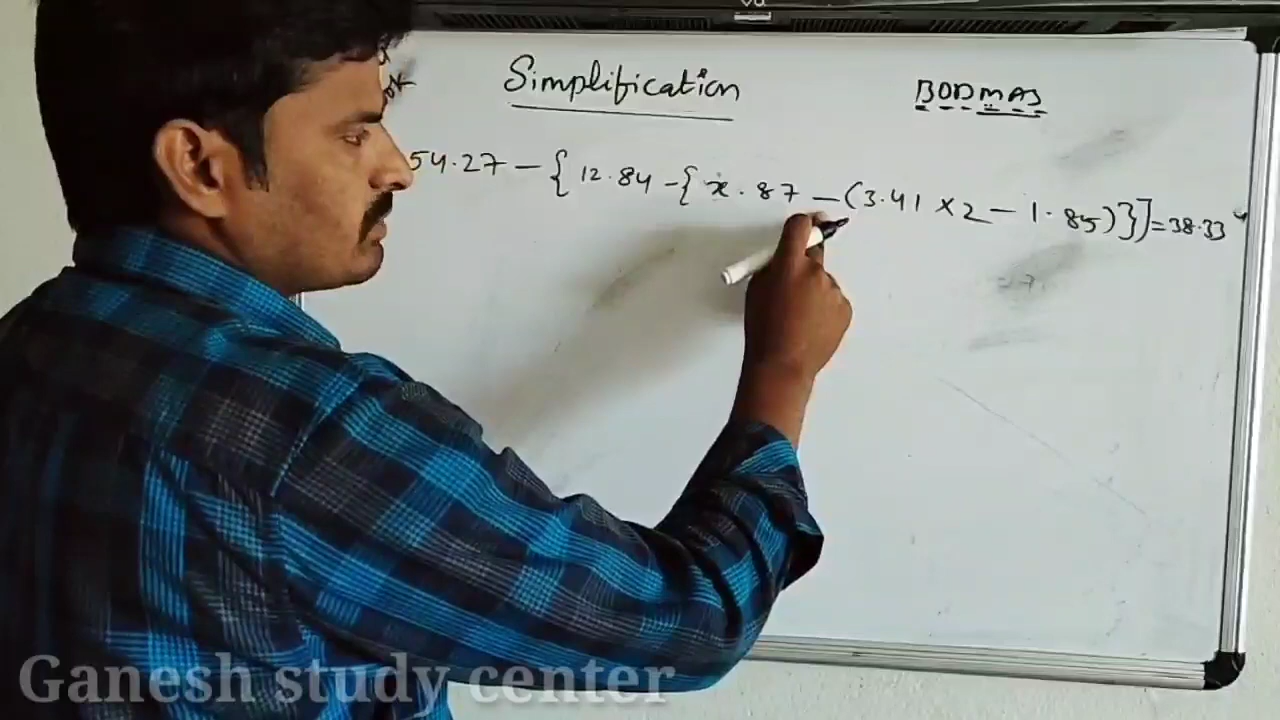 Simplification
BODMAS
54.27 - { 12.84 - { x.87 - (3.41 × 2 - 1.85)}] = 38.33
Ganesh study center